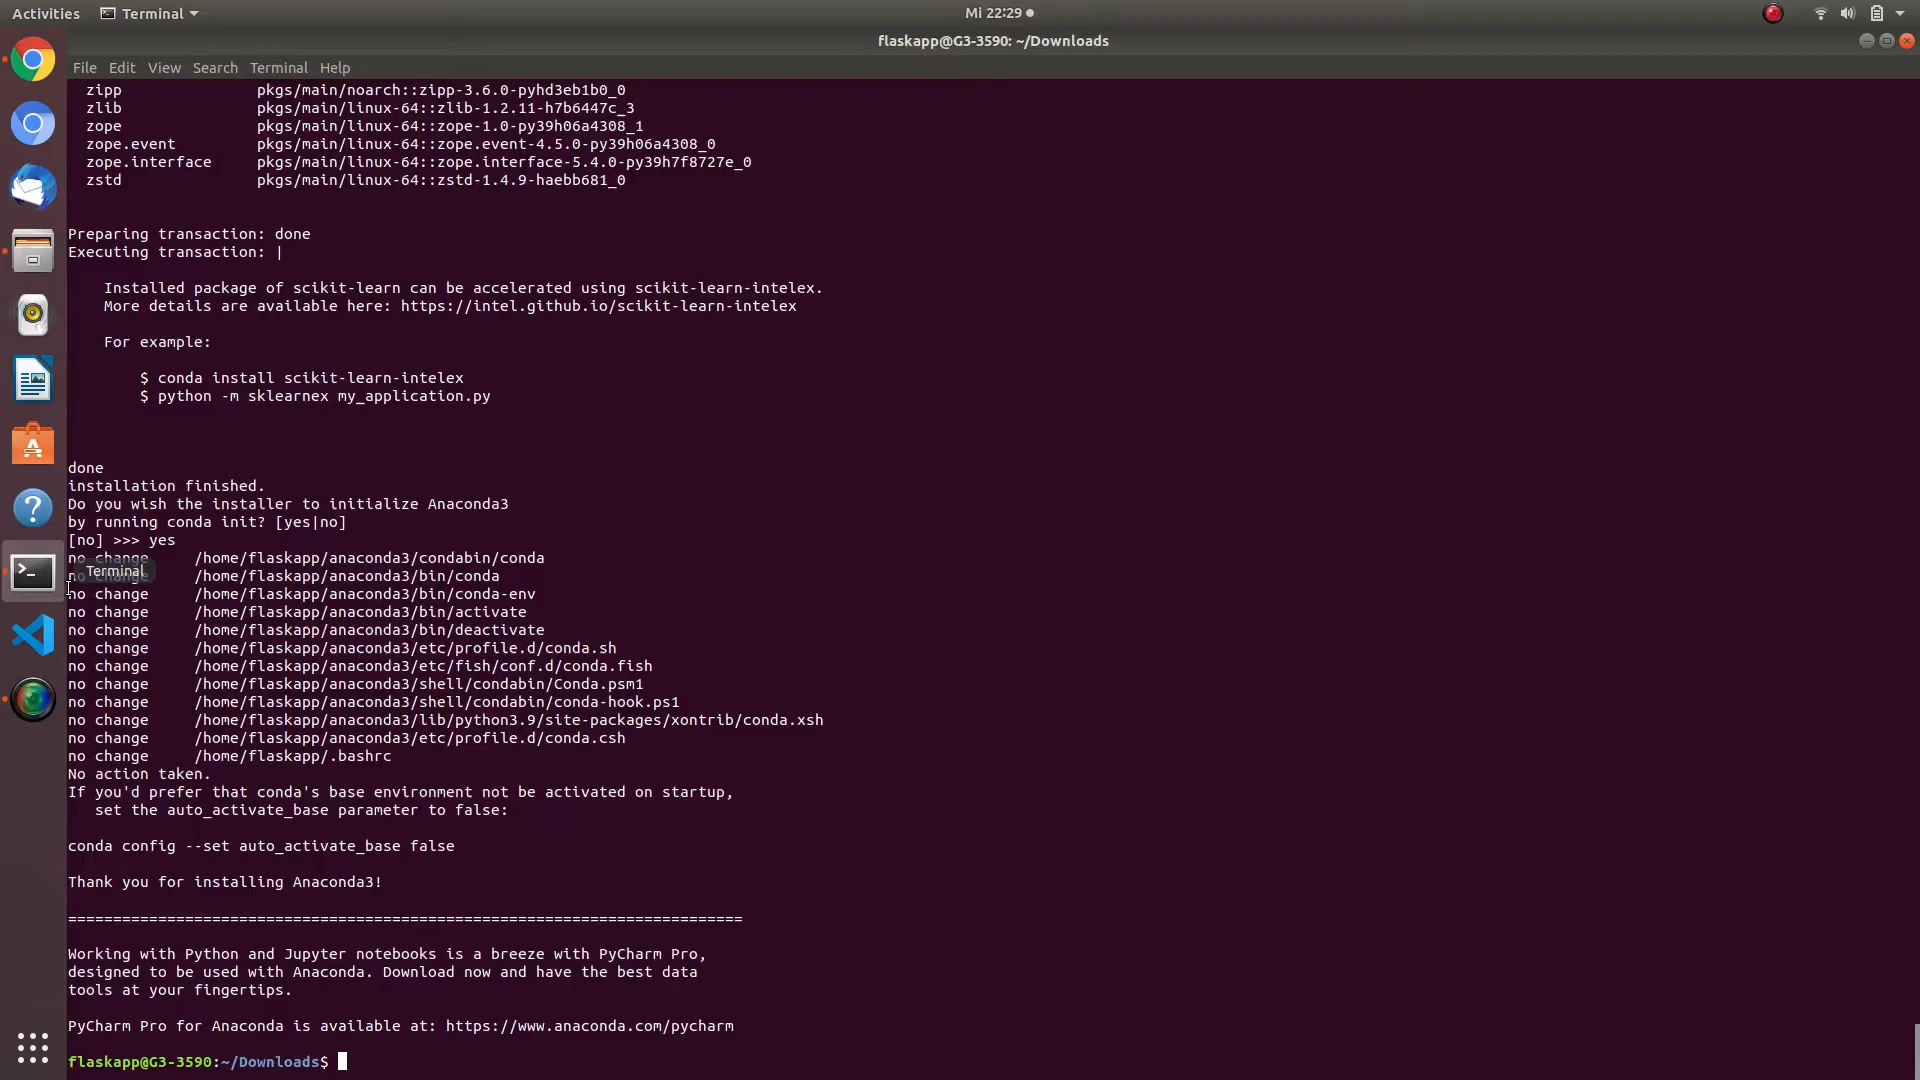 Activities Terminal Mi 22:29
flaskapp@G3-3590: ~/Downloads
File Edit View Search Terminal Help
zipp pkgs/main/noarch::zipp-3.6.0-pyhd3eb1b0_0
zlib pkgs/main/linux-64::zlib-1.2.11-h7b6447c_3
zope pkgs/main/linux-64::zope-1.0-py39h06a4308_1
zope.event pkgs/main/linux-64::zope.event-4.5.0-py39h06a4308_0
zope.interface pkgs/main/linux-64::zope.interface-5.4.0-py39h7f8727e_0
zstd pkgs/main/linux-64::zstd-1.4.9-haebb681_0
Preparing transaction: done
Executing transaction: |
Installed package of scikit-learn can be accelerated using scikit-learn-intelex.
More details are available here: https://intel.github.io/scikit-learn-intelex
For example:
$ conda install scikit-learn-intelex
$ python -m sklearnex my_application.py
done
installation finished.
Do you wish the installer to initialize Anaconda3
by running conda init? [yes|no]
[no] >>> yes
no change /home/flaskapp/anaconda3/condabin/conda
Terminal
no change /home/flaskapp/anaconda3/bin/conda
no change /home/flaskapp/anaconda3/bin/conda-env
no change /home/flaskapp/anaconda3/bin/activate
no change /home/flaskapp/anaconda3/bin/deactivate
no change /home/flaskapp/anaconda3/etc/profile.d/conda.sh
no change /home/flaskapp/anaconda3/etc/fish/conf.d/conda.fish
no change /home/flaskapp/anaconda3/shell/condabin/Conda.psm1
no change /home/flaskapp/anaconda3/shell/condabin/conda-hook.ps1
no change /home/flaskapp/anaconda3/lib/python3.9/site-packages/xontrib/conda.xsh
no change /home/flaskapp/anaconda3/etc/profile.d/conda.csh
no change /home/flaskapp/.bashrc
No action taken.
If you'd prefer that conda's base environment not be activated on startup,
set the auto_activate_base parameter to false:
conda config --set auto_activate_base false
Thank you for installing Anaconda3!
===========================================================================
Working with Python and Jupyter notebooks is a breeze with PyCharm Pro,
designed to be used with Anaconda. Download now and have the best data
tools at your fingertips.
PyCharm Pro for Anaconda is available at: https://www.anaconda.com/pycharm
flaskapp@G3-3590:~/Downloads$